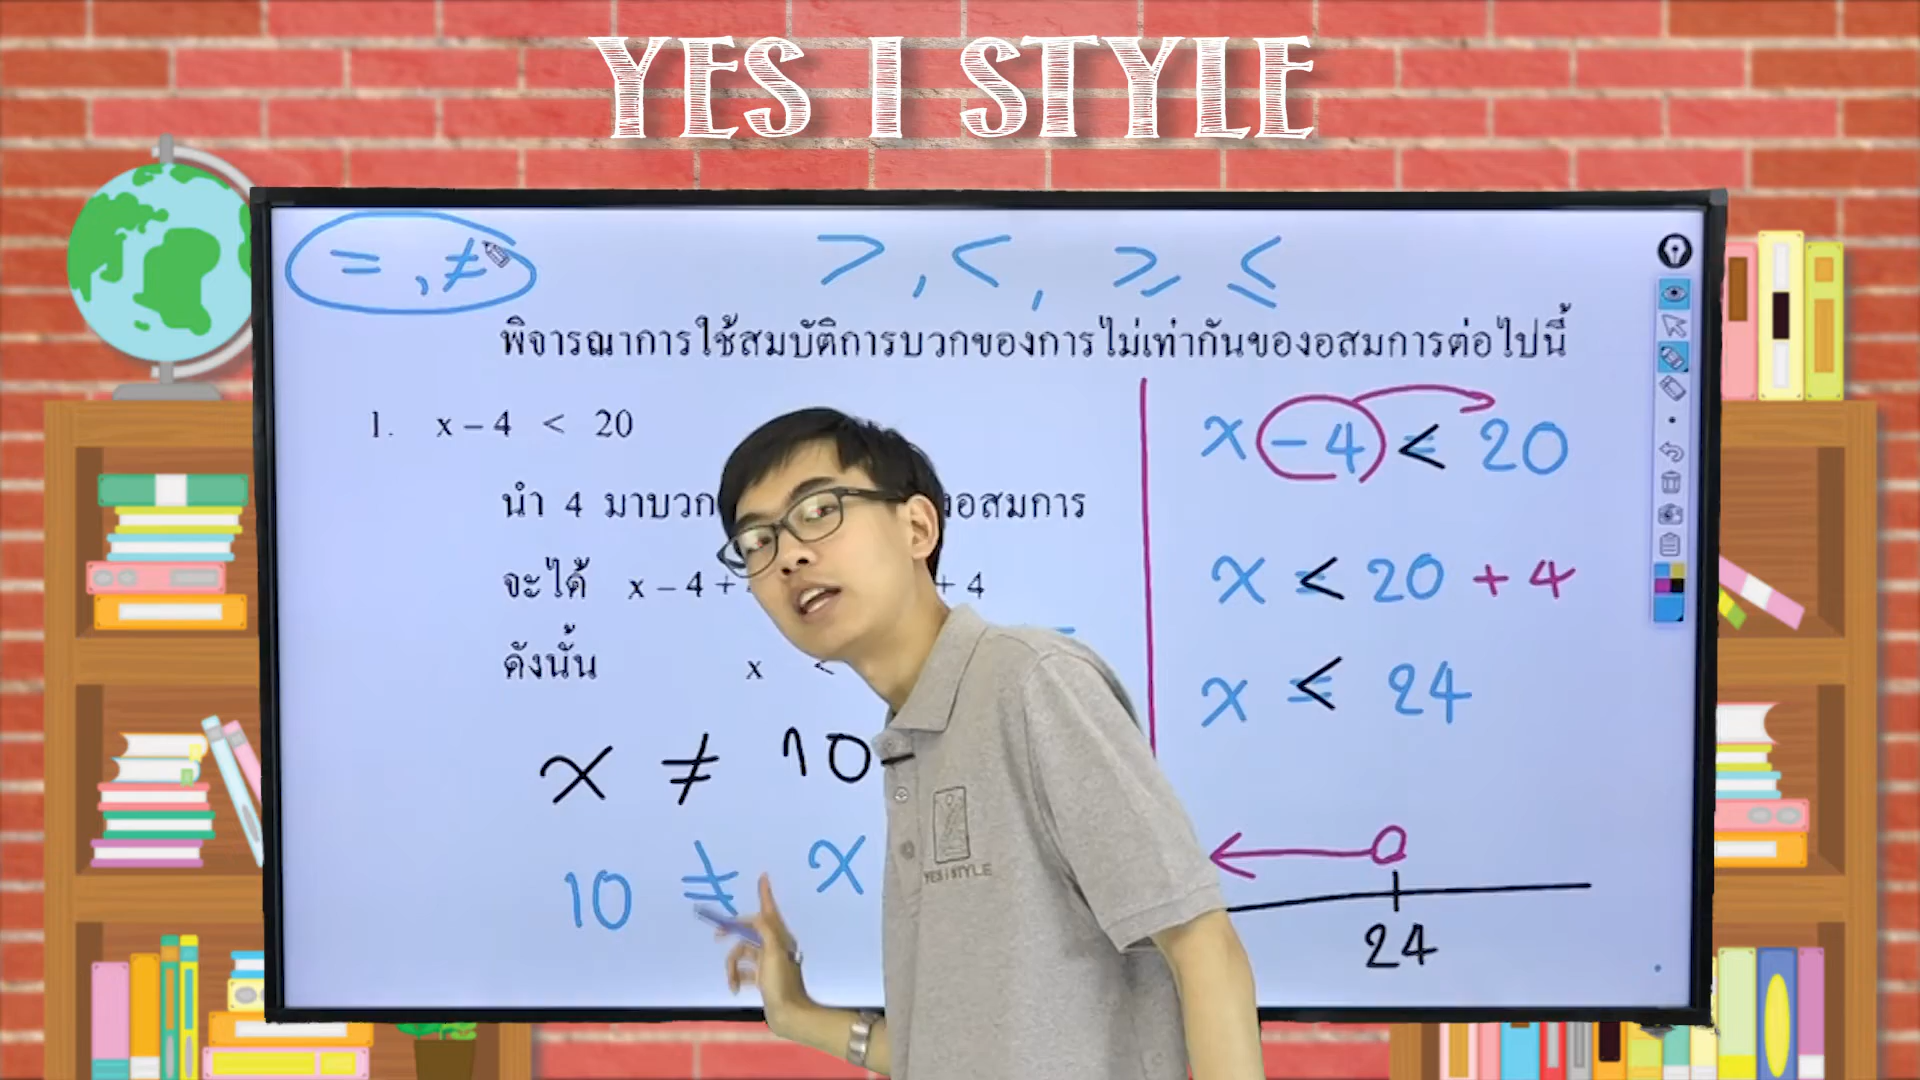 YES I STYLE
= , ≠
> , < , ≥, ≤
พิจารณาการใช้สมบัติการบวกของการไม่เท่ากันของอสมการต่อไปนี้
1. x – 4 < 20
นำ 4 มาบวก งอสมการ
จะได้ x – 4 + + 4
ดังนั้น x <
x ≠ 10
10 ≠ x
x – 4 < 20
x < 20 + 4
x < 24
24
YES I STYLE